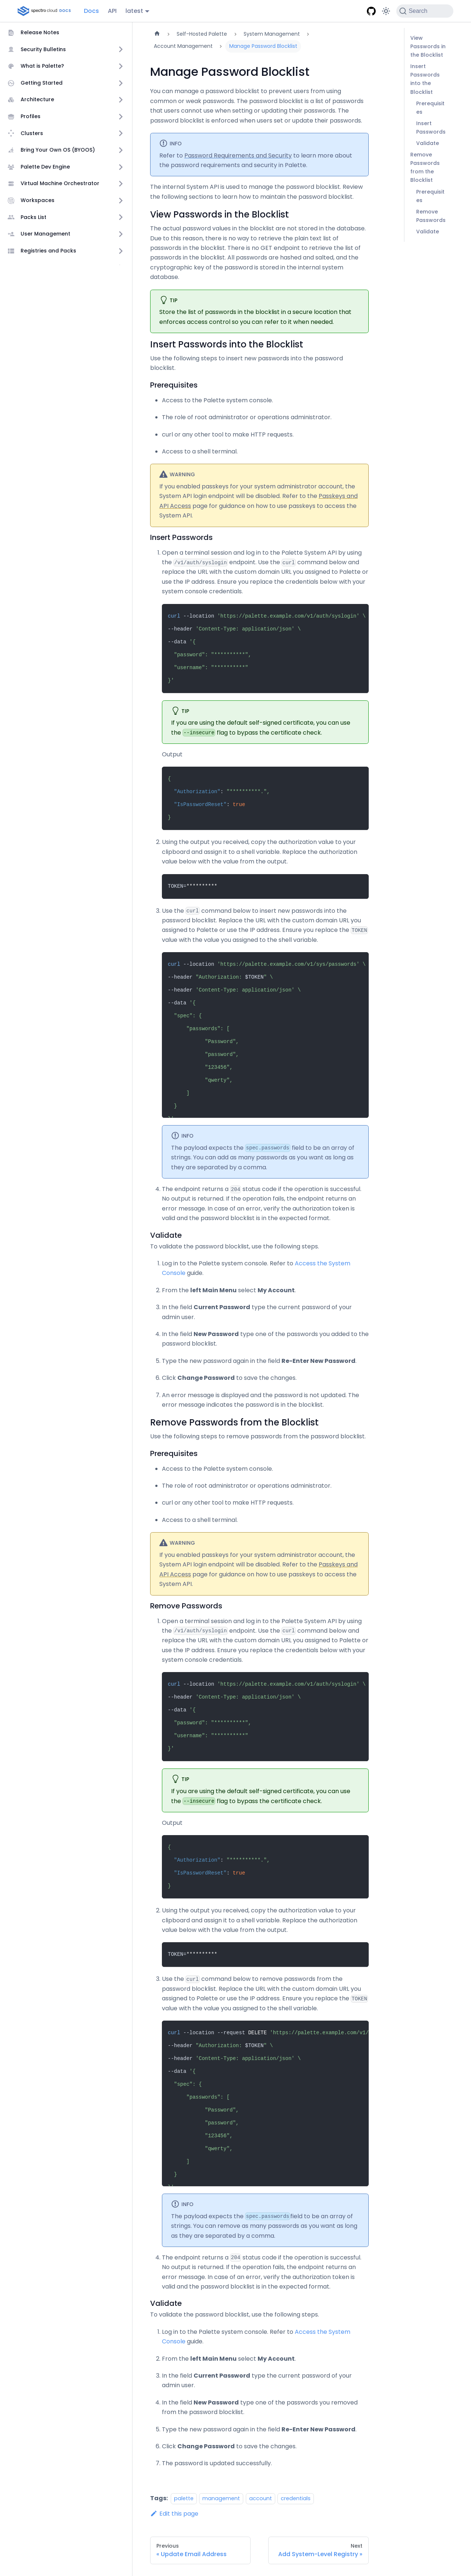 spectro cloud DOCS
Docs
API
latest
Search
Release Notes
Security Bulletins
What is Palette?
Getting Started
Architecture
Profiles
Clusters
Bring Your Own OS (BYOOS)
Palette Dev Engine
Virtual Machine Orchestrator
Workspaces
Packs List
User Management
Registries and Packs
Self-Hosted Palette
System Management
Account Management
Manage Password Blocklist
Manage Password Blocklist
You can manage a password blocklist to prevent users from
using common or weak passwords. The password blocklist is a list of passwords
that users cannot use when setting or updating their passwords. The
password blocklist is enforced when users set or update their passwords.
INFO
Refer to Password Requirements and Security to learn more about
the password requirements and security in Palette.
The internal System API is used to manage the password blocklist. Review
the following sections to learn how to maintain the password blocklist.
View Passwords in the Blocklist
The actual password values in the blocklist are not stored in the database.
Due to this reason, there is no way to retrieve the plain text list of
passwords in the blocklist. There is no GET endpoint to retrieve the list of
passwords in the blocklist. All passwords are hashed and salted, and the
cryptographic key of the password is stored in the internal system
database.
TIP
Store the list of passwords in the blocklist in a secure location that
enforces access control so you can refer to it when needed.
Insert Passwords into the Blocklist
Use the following steps to insert new passwords into the password
blocklist.
Prerequisites
Access to the Palette system console.
The role of root administrator or operations administrator.
curl or any other tool to make HTTP requests.
Access to a shell terminal.
WARNING
If you enabled passkeys for your system administrator account, the
System API login endpoint will be disabled. Refer to the Passkeys and
API Access page for guidance on how to use passkeys to access the
System API.
Insert Passwords
1. Open a terminal session and log in to the Palette System API by using
the /v1/auth/syslogin endpoint. Use the curl command below and
replace the URL with the custom domain URL you assigned to Palette or
use the IP address. Ensure you replace the credentials below with your
system console credentials.
curl --location 'https://palette.example.com/v1/auth/syslogin' \
--header 'Content-Type: application/json' \
--data '{
"password": "**********",
"username": "**********"
}'
TIP
If you are using the default self-signed certificate, you can use
the --insecure flag to bypass the certificate check.
Output
{
"Authorization": "**********.",
"IsPasswordReset": true
}
2. Using the output you received, copy the authorization value to your
clipboard and assign it to a shell variable. Replace the authorization
value below with the value from the output.
TOKEN=**********
3. Use the curl command below to insert new passwords into the
password blocklist. Replace the URL with the custom domain URL you
assigned to Palette or use the IP address. Ensure you replace the TOKEN
value with the value you assigned to the shell variable.
curl --location 'https://palette.example.com/v1/sys/passwords' \
--header "Authorization: $TOKEN" \
--header 'Content-Type: application/json' \
--data '{
"spec": {
"passwords": [
"Password",
"password",
"123456",
"qwerty",
]
}
INFO
The payload expects the spec.passwords field to be an array of
strings. You can add as many passwords as you want as long as
they are separated by a comma.
4. The endpoint returns a 204 status code if the operation is successful.
No output is returned. If the operation fails, the endpoint returns an
error message. In case of an error, verify the authorization token is
valid and the password blocklist is in the expected format.
Validate
To validate the password blocklist, use the following steps
1. Log in to the Palette system console. Refer to Access the System
Console guide.
2. From the left Main Menu select My Account.
3. In the field Current Password type the current password of your
admin user.
4. In the field New Password type one of the passwords you added to the
password blocklist.
5. Type the new password again in the field Re-Enter New Password.
6. Click Change Password to save the changes.
7. An error message is displayed and the password is not updated. The
error message indicates the password is in the blocklist.
Remove Passwords from the Blocklist
Use the following steps to remove passwords from the password blocklist.
Prerequisites
Access to the Palette system console.
The role of root administrator or operations administrator.
curl or any other tool to make HTTP requests.
Access to a shell terminal.
WARNING
If you enabled passkeys for your system administrator account, the
System API login endpoint will be disabled. Refer to the Passkeys and
API Access page for guidance on how to use passkeys to access the
System API.
Remove Passwords
1. Open a terminal session and log in to the Palette System API by using
the /v1/auth/syslogin endpoint. Use the curl command below and
replace the URL with the custom domain URL you assigned to Palette or
use the IP address. Ensure you replace the credentials below with your
system console credentials.
curl --location 'https://palette.example.com/v1/auth/syslogin' \
--header 'Content-Type: application/json' \
--data '{
"password": "**********",
"username": "**********"
}'
TIP
If you are using the default self-signed certificate, you can use
the --insecure flag to bypass the certificate check.
Output
{
"Authorization": "**********.",
"IsPasswordReset": true
}
2. Using the output you received, copy the authorization value to your
clipboard and assign it to a shell variable. Replace the authorization
value below with the value from the output.
TOKEN=**********
3. Use the curl command below to remove passwords from the
password blocklist. Replace the URL with the custom domain URL you
assigned to Palette or use the IP address. Ensure you replace the TOKEN
value with the value you assigned to the shell variable.
curl --location --request DELETE 'https://palette.example.com/v1/
--header "Authorization: $TOKEN" \
--header 'Content-Type: application/json' \
--data '{
"spec": {
"passwords": [
"Password",
"password",
"123456",
"qwerty",
]
}
INFO
The payload expects the spec.passwords field to be an array of
strings. You can remove as many passwords as you want as long
as they are separated by a comma.
4. The endpoint returns a 204 status code if the operation is successful.
No output is returned. If the operation fails, the endpoint returns an
error message. In case of an error, verify the authorization token is
valid and the password blocklist is in the expected format.
Validate
To validate the password blocklist, use the following steps.
1. Log in to the Palette system console. Refer to Access the System
Console guide.
2. From the left Main Menu select My Account.
3. In the field Current Password type the current password of your
admin user.
4. In the field New Password type one of the passwords you removed
from the password blocklist.
5. Type the new password again in the field Re-Enter New Password.
6. Click Change Password to save the changes.
7. The password is updated successfully.
Tags: palette management account credentials
Edit this page
Previous
« Update Email Address
Next
Add System-Level Registry »
View
Passwords in
the Blocklist
Insert
Passwords
into the
Blocklist
Prerequisit
es
Insert
Passwords
Validate
Remove
Passwords
from the
Blocklist
Prerequisit
es
Remove
Passwords
Validate